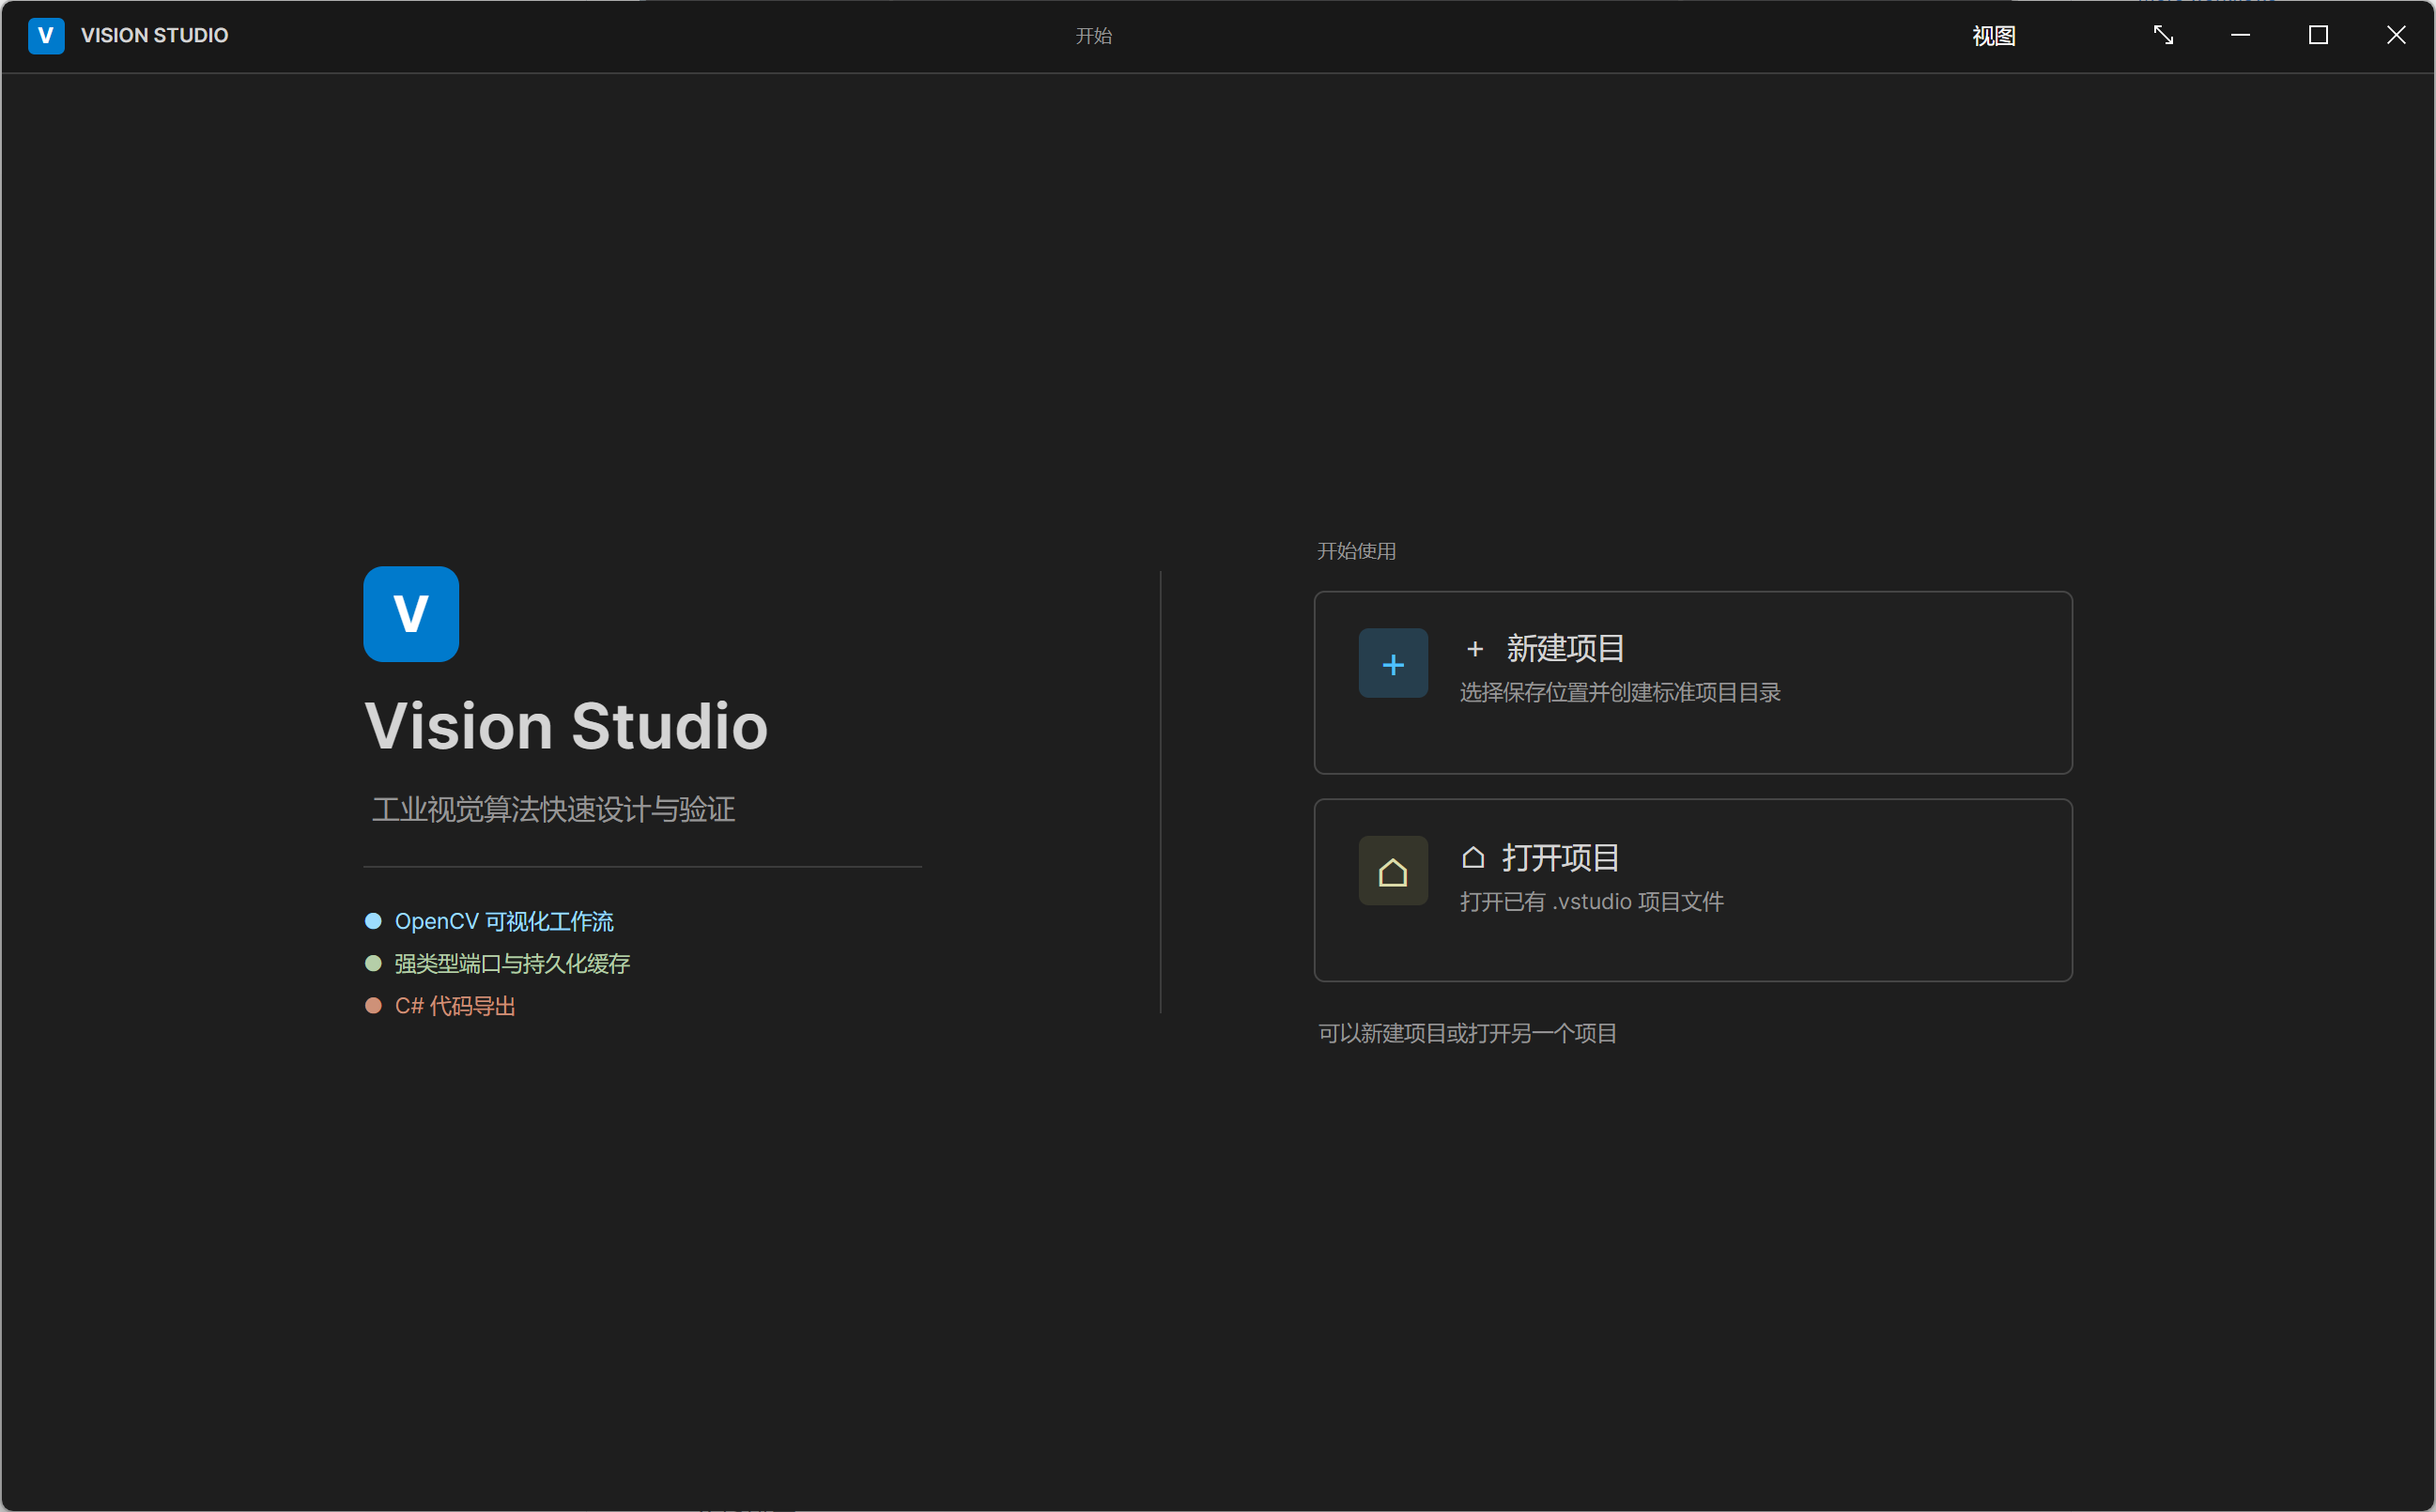 V VISION STUDIO
开始
视图
V
Vision Studio
工业视觉算法快速设计与验证
OpenCV 可视化工作流
强类型端口与持久化缓存
C# 代码导出
开始使用
+ 新建项目
选择保存位置并创建标准项目目录
打开项目
打开已有 .vstudio 项目文件
可以新建项目或打开另一个项目